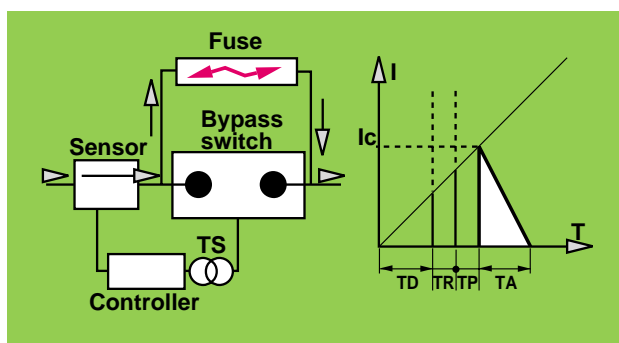 Fuse
Bypass
switch
Sensor
TS
Controller
I
Ic
T
TD TR TP TA